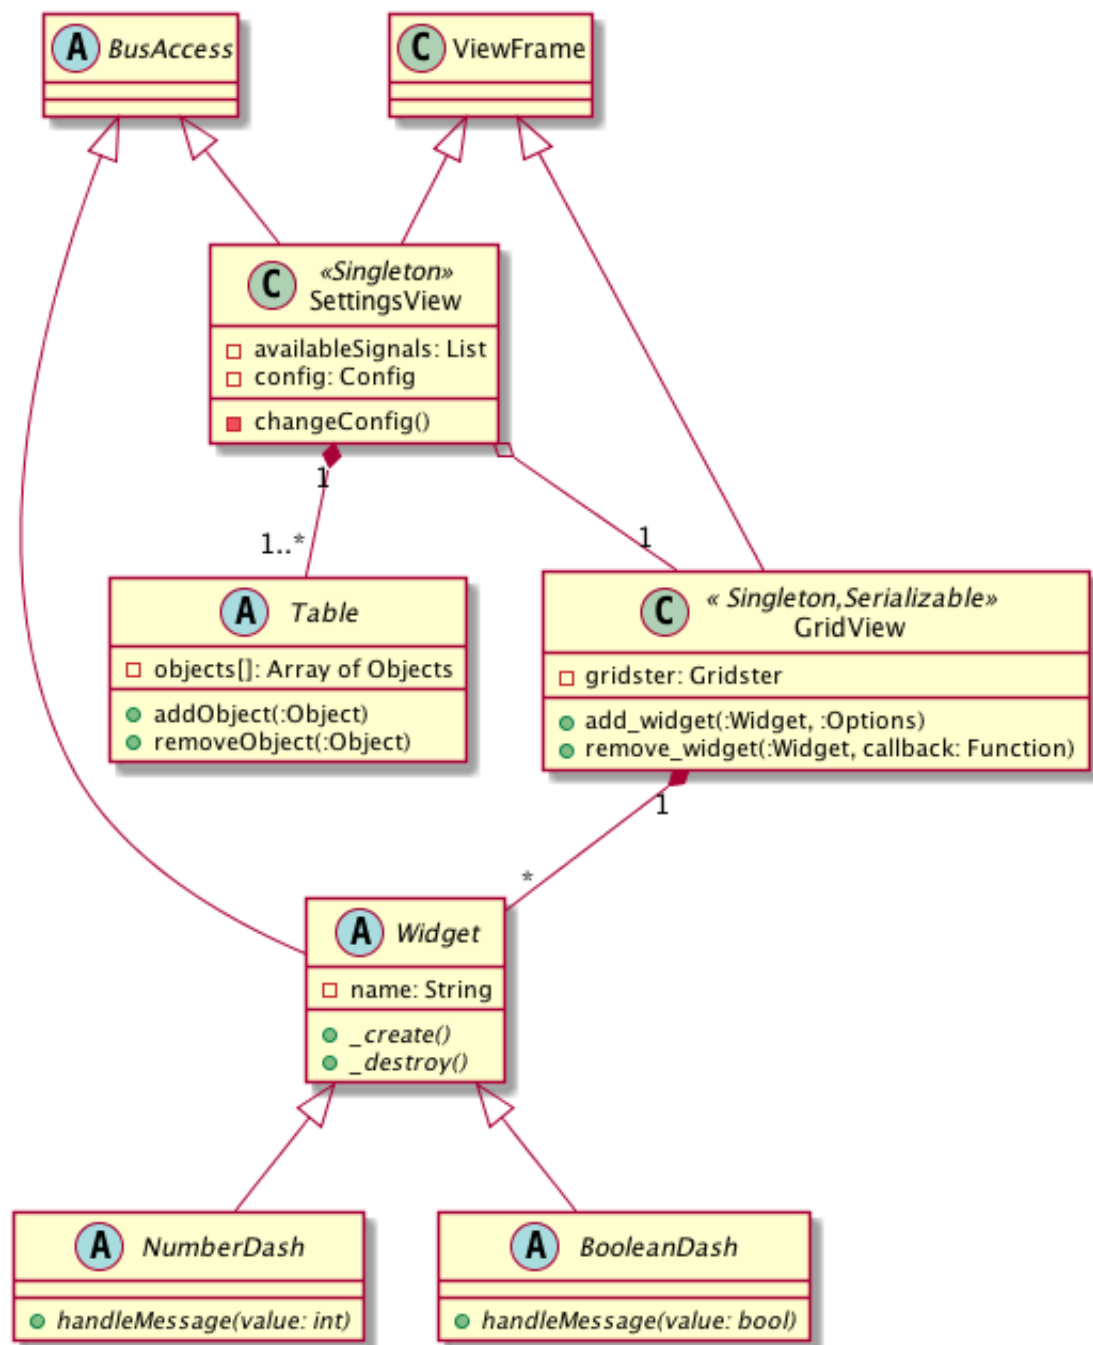 A BusAccess
C ViewFrame
C «Singleton»
SettingsView
availableSignals: List
config: Config
changeConfig()
1
1..*
1
A Table
objects[]: Array of Objects
addObject(:Object)
removeObject(:Object)
C « Singleton,Serializable»
GridView
gridster: Gridster
add_widget(:Widget, :Options)
remove_widget(:Widget, callback: Function)
1
*
A Widget
name: String
_create()
_destroy()
A NumberDash
handleMessage(value: int)
A BooleanDash
handleMessage(value: bool)